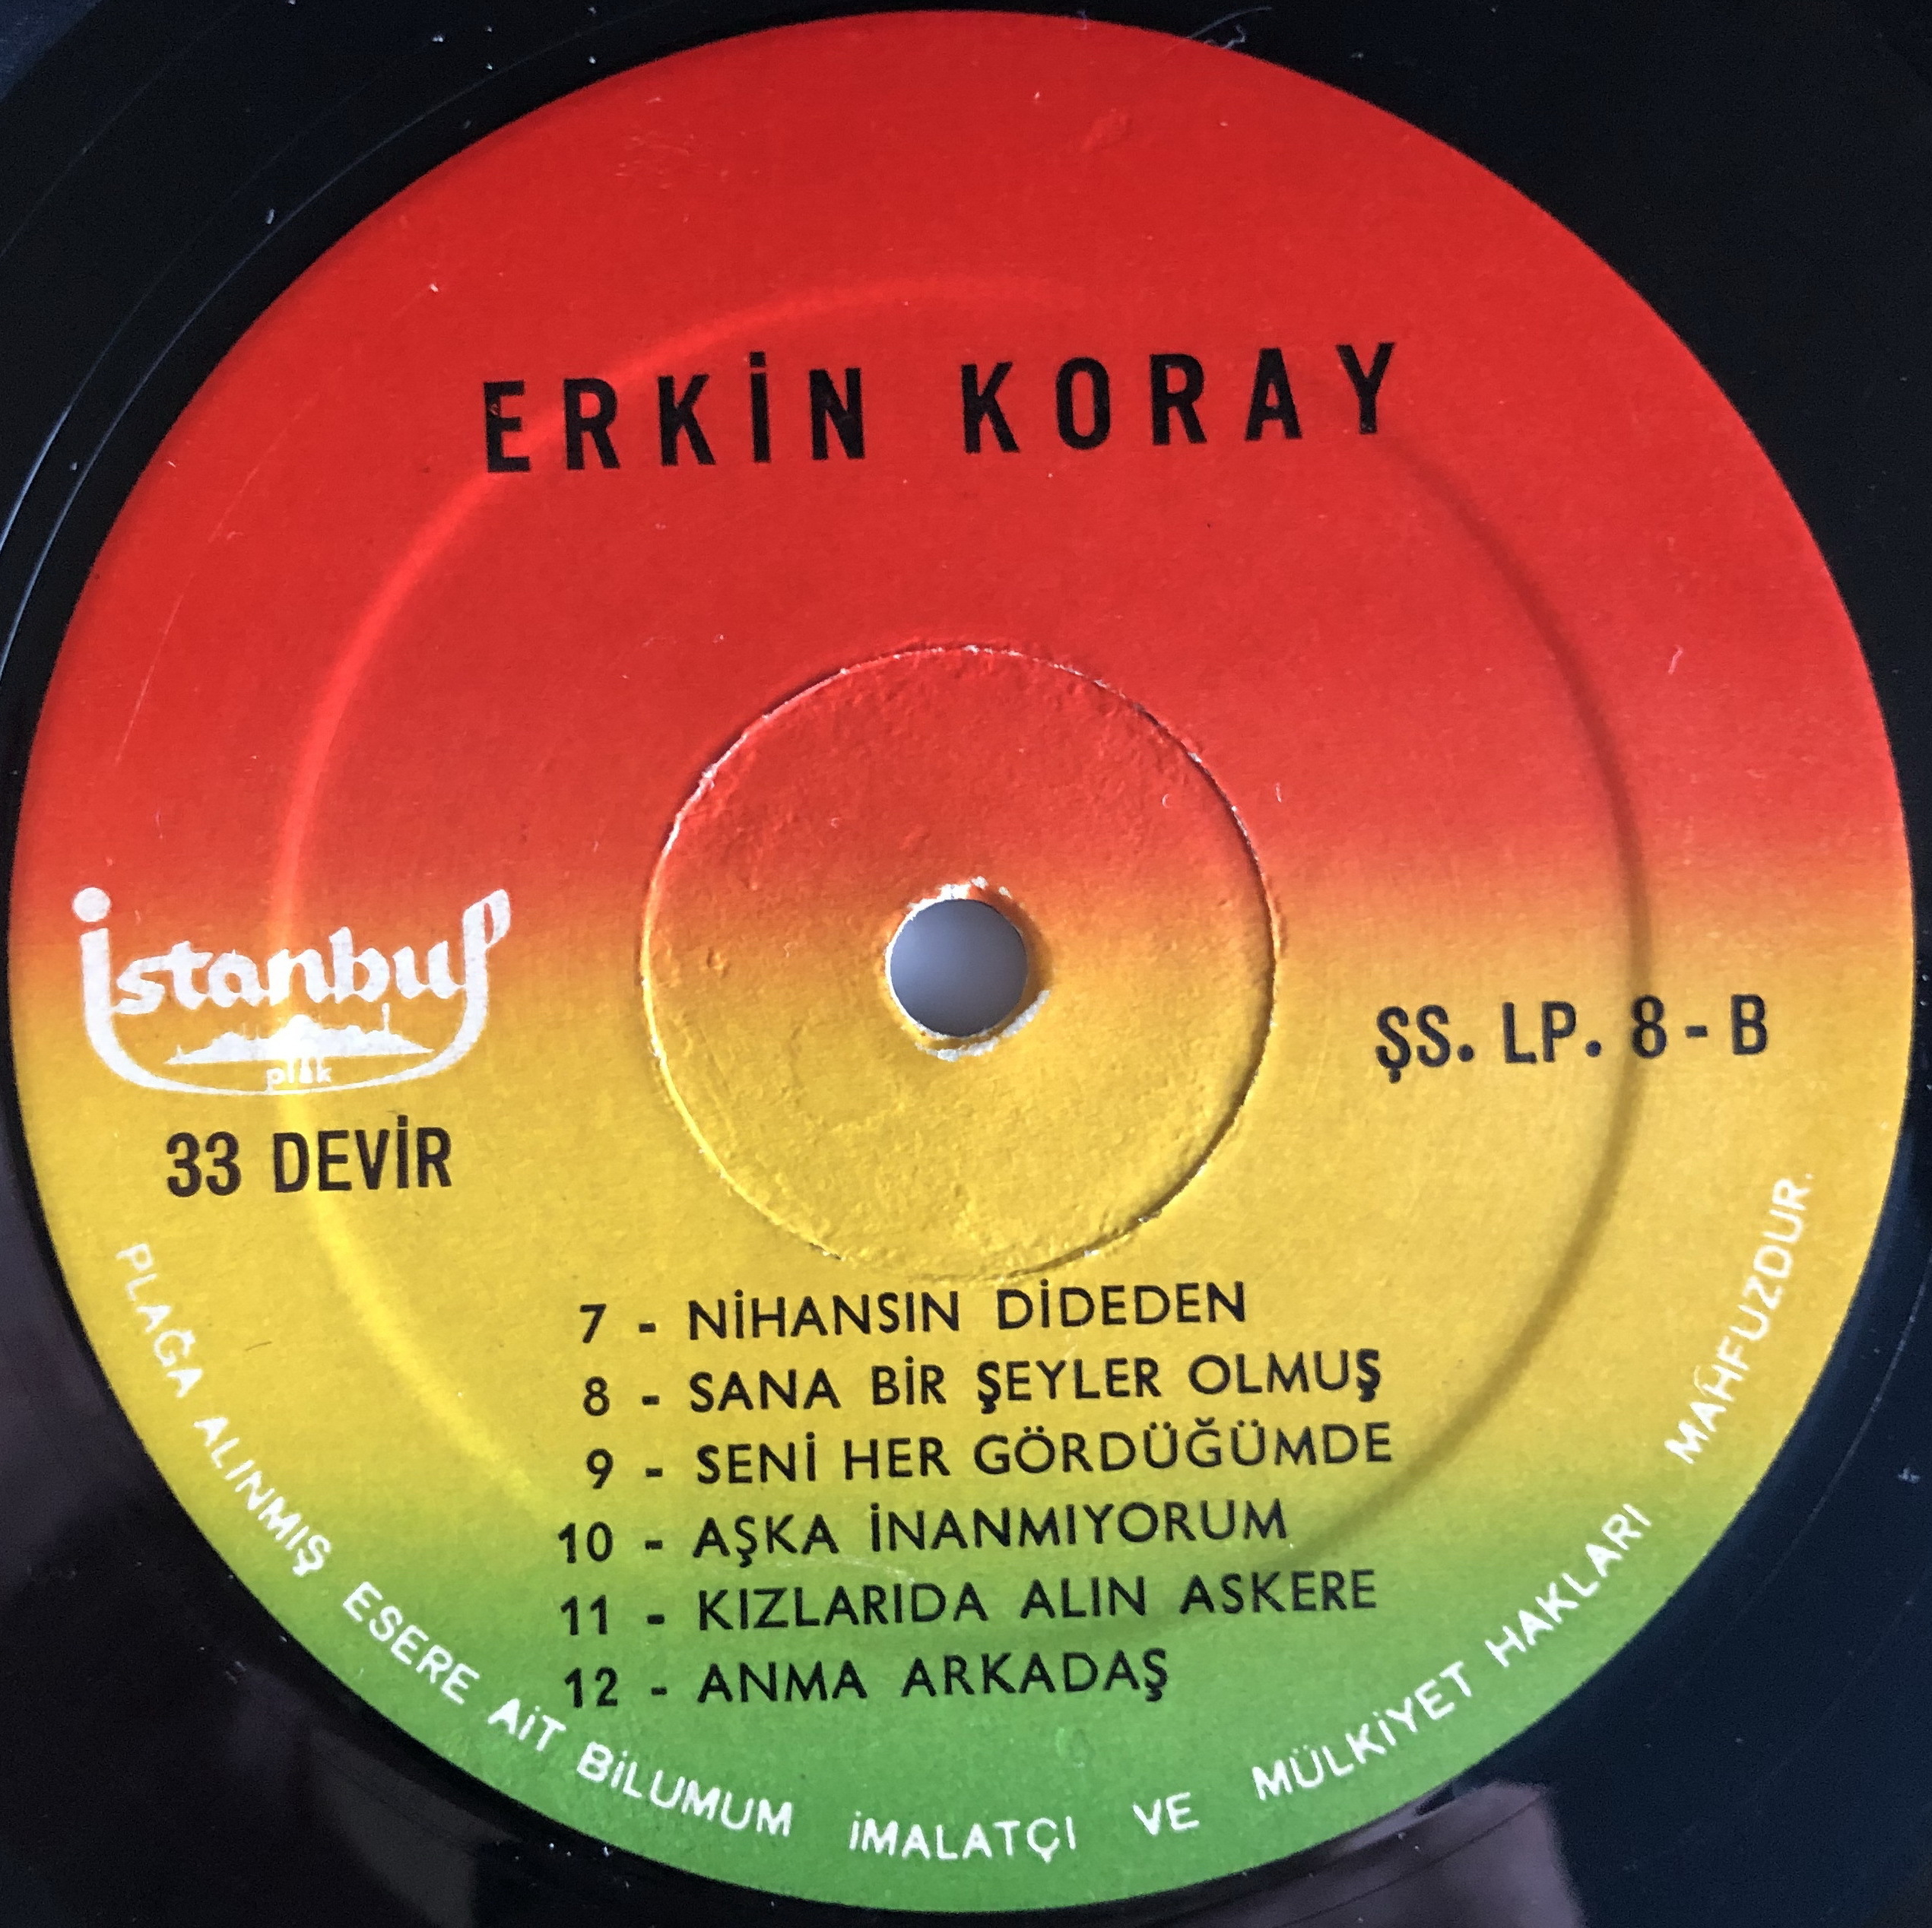 ERKİN KORAY
İstanbul
plak
33 DEVİR
ŞS. LP. 8 - B
7 - NİHANSIN DİDEDEN
8 - SANA BİR ŞEYLER OLMUŞ
9 - SENİ HER GÖRDÜĞÜMDE
10 - AŞKA İNANMIYORUM
11 - KIZLARIDA ALIN ASKERE
12 - ANMA ARKADAŞ
PLAĞA ALINMIŞ ESERE AİT BİLUMUM İMALATÇI VE MÜLKİYET HAKLARI MAHFUZDUR.